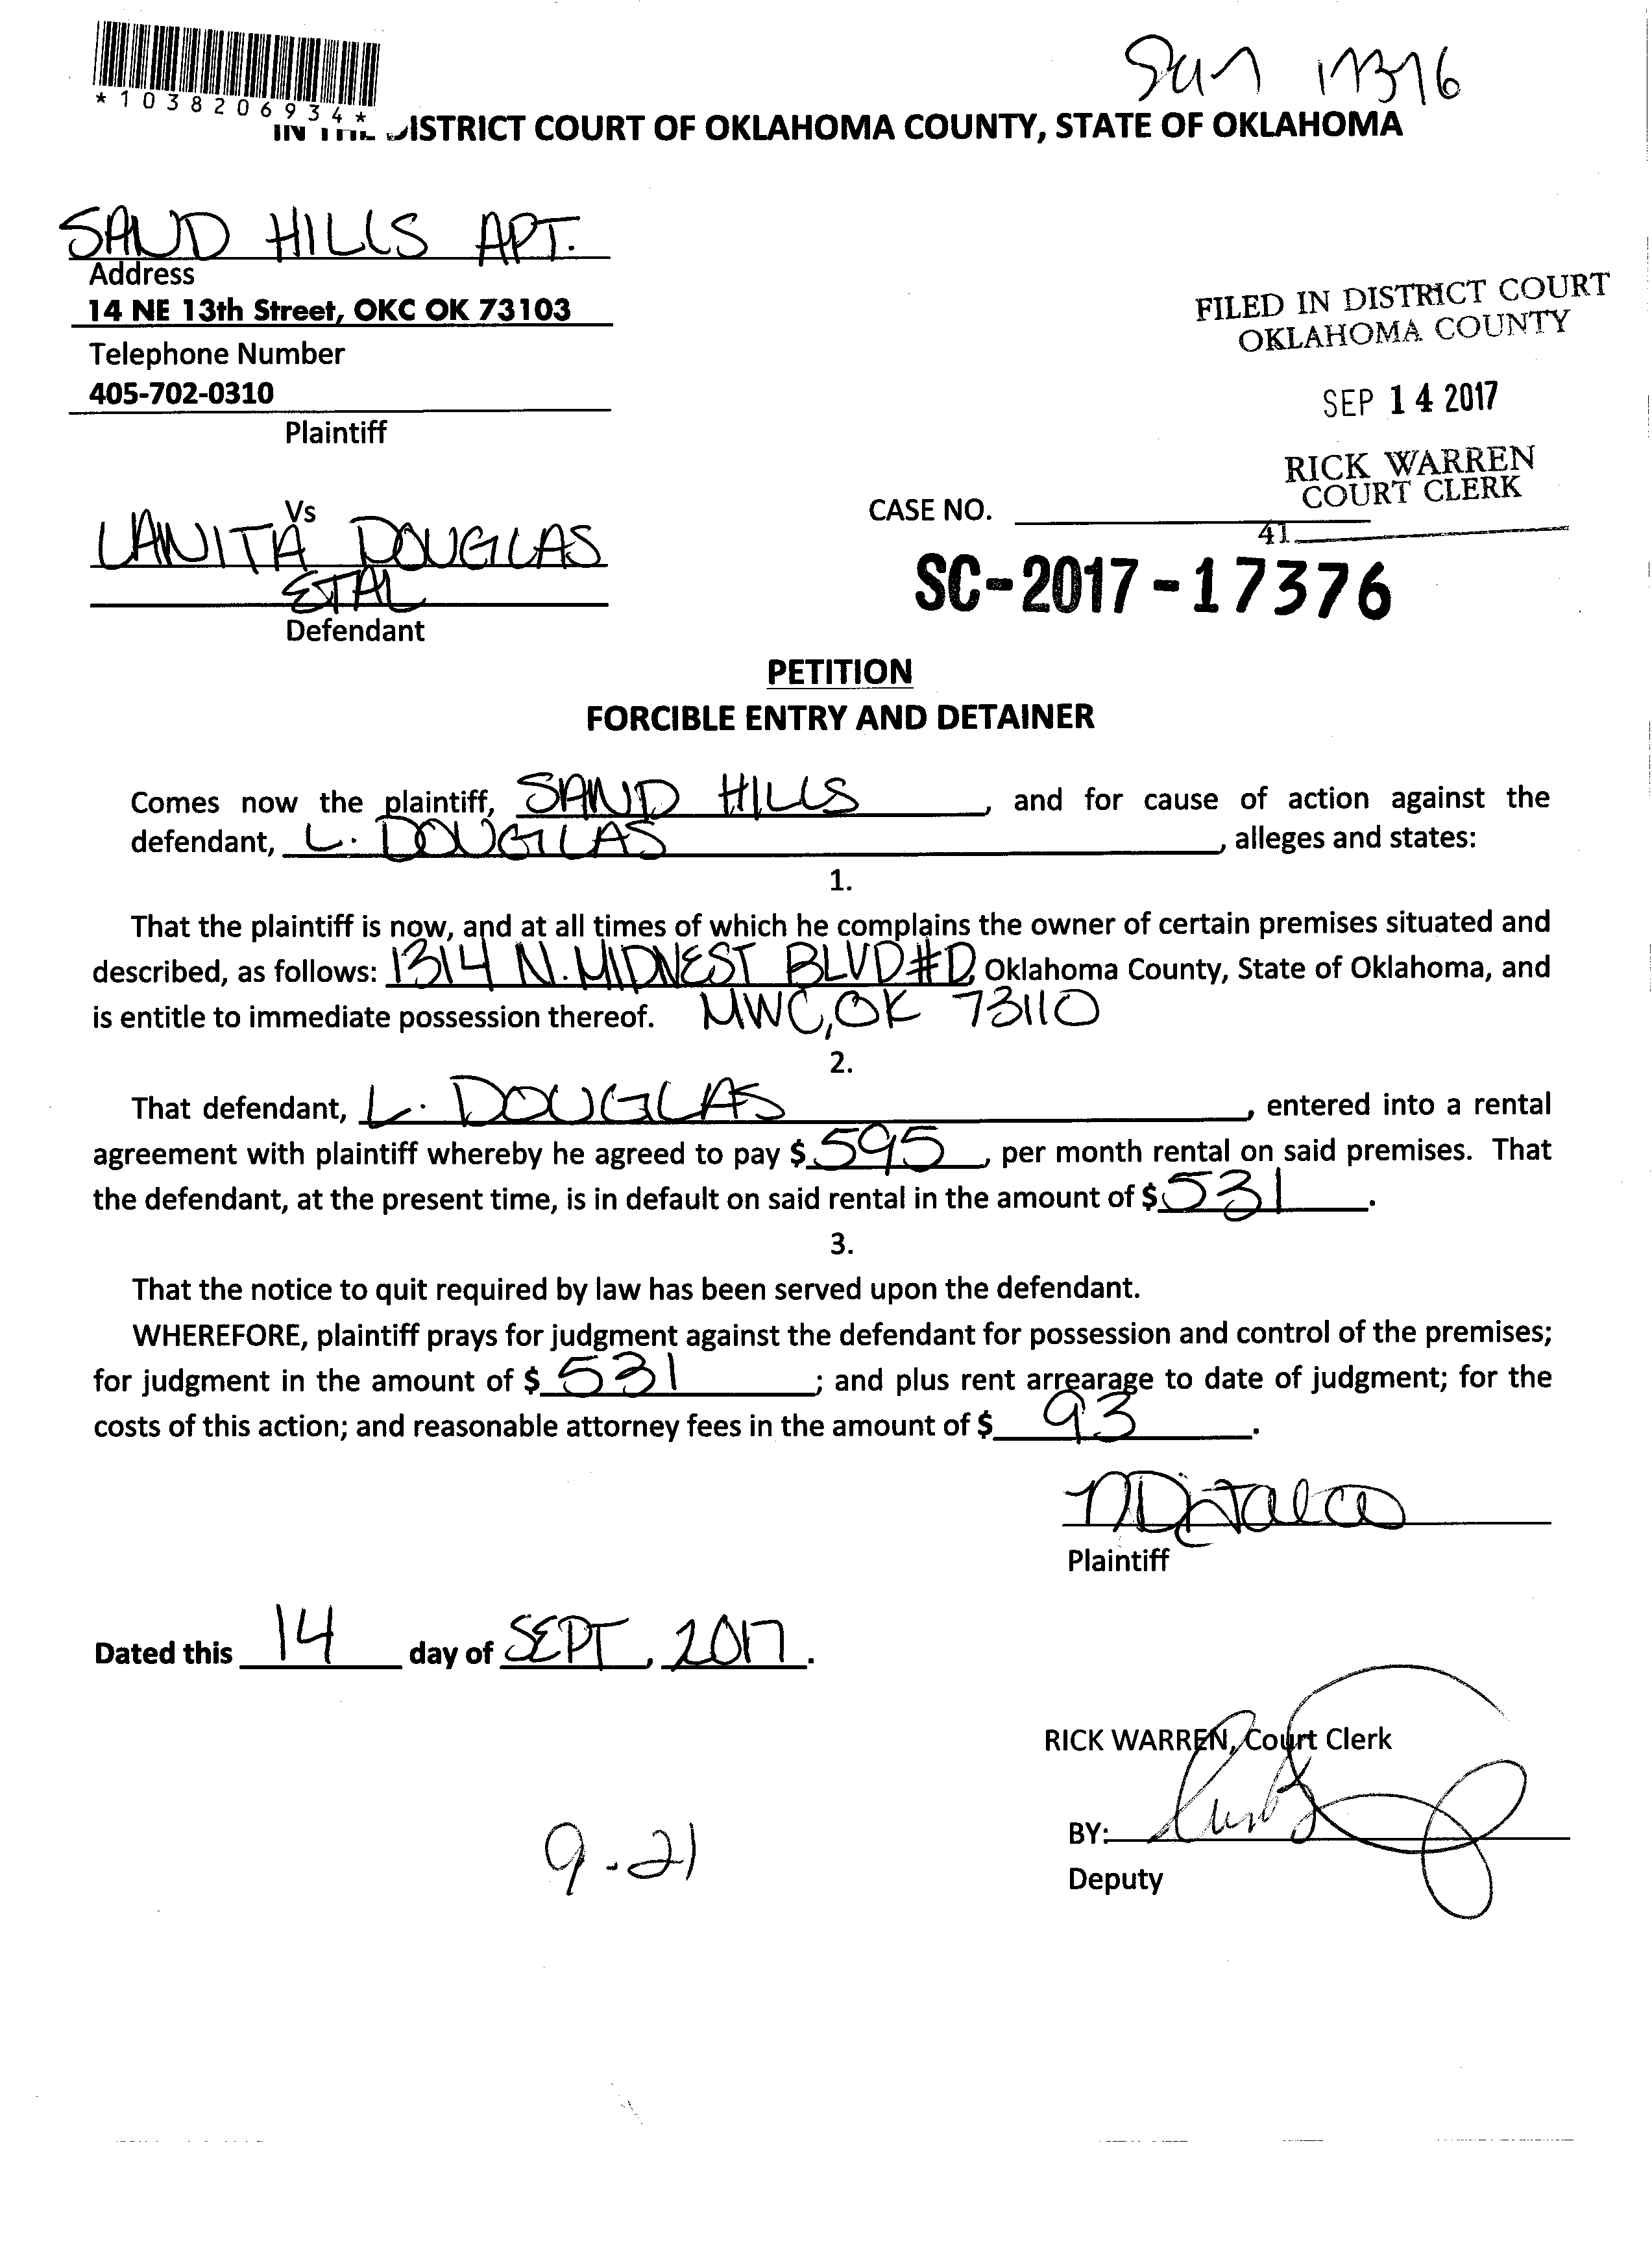 *1038206934*
17376
IN THE DISTRICT COURT OF OKLAHOMA COUNTY, STATE OF OKLAHOMA
SAND HILLS APT.
Address
14 NE 13th Street, OKC OK 73103
Telephone Number
405-702-0310
Plaintiff
FILED IN DISTRICT COURT
OKLAHOMA COUNTY
SEP 14 2017
RICK WARREN
COURT CLERK
41
Vs
LANITA DOUGLAS
ETAL
Defendant
CASE NO.
SC-2017-17376
PETITION
FORCIBLE ENTRY AND DETAINER
Comes now the plaintiff, SAND HILLS, and for cause of action against the
defendant, L. DOUGLAS, alleges and states:
1.
That the plaintiff is now, and at all times of which he complains the owner of certain premises situated and
described, as follows: 1314 N. MIDWEST BLVD #D, Oklahoma County, State of Oklahoma, and
is entitle to immediate possession thereof. MWC, OK 73110
2.
That defendant, L. DOUGLAS, entered into a rental
agreement with plaintiff whereby he agreed to pay $ 595, per month rental on said premises. That
the defendant, at the present time, is in default on said rental in the amount of $ 531.
3.
That the notice to quit required by law has been served upon the defendant.
WHEREFORE, plaintiff prays for judgment against the defendant for possession and control of the premises;
for judgment in the amount of $ 531; and plus rent arrearage to date of judgment; for the
costs of this action; and reasonable attorney fees in the amount of $ 93.
Plaintiff
Dated this 14 day of SEPT, 2017.
RICK WARREN, Court Clerk
BY:
Deputy
9-21